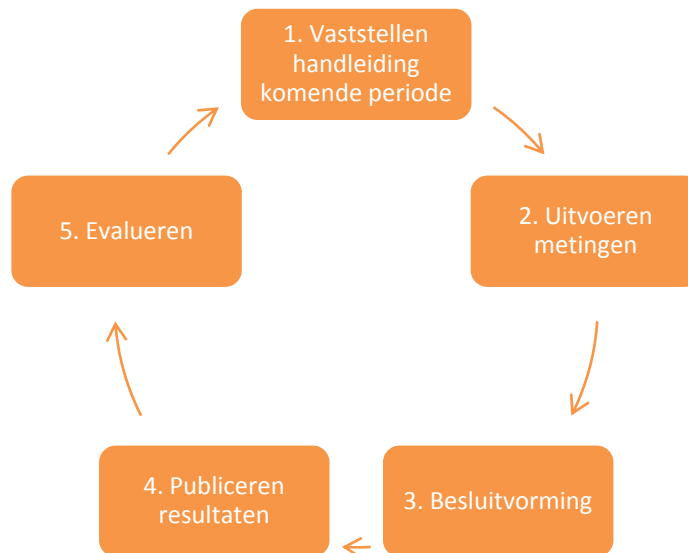 1. Vaststellen
handleiding
komende periode
2. Uitvoeren
metingen
3. Besluitvorming
4. Publiceren
resultaten
5. Evalueren